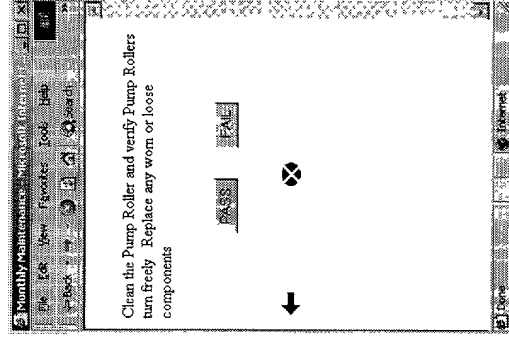 Monthly Maintenance - Microsoft Internet
File Edit View Favorites Tools Help
Back Search
Clean the Pump Roller and verify Pump Rollers
turn freely Replace any worn or loose
components
PASS FAIL
Done Internet